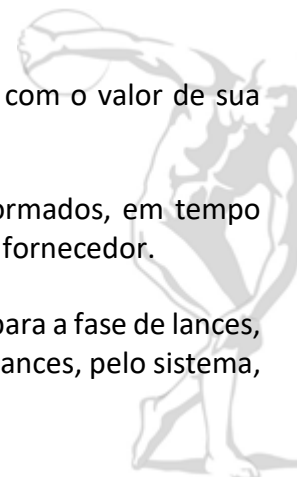 com o valor de sua
ormados, em tempo
fornecedor.
para a fase de lances,
ances, pelo sistema,